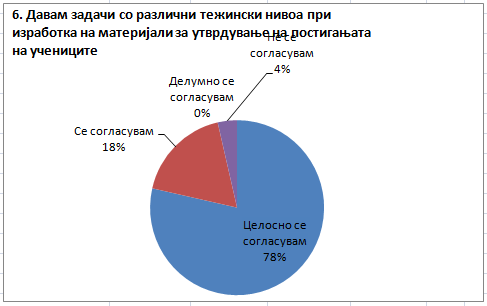 6. Давам задачи со различни тежински нивоа при
изработка на материјали за утврдување на постигањата
на учениците
Не се
согласувам
4%
Делумно се
согласувам
0%
Се согласувам
18%
Целосно се
согласувам
78%